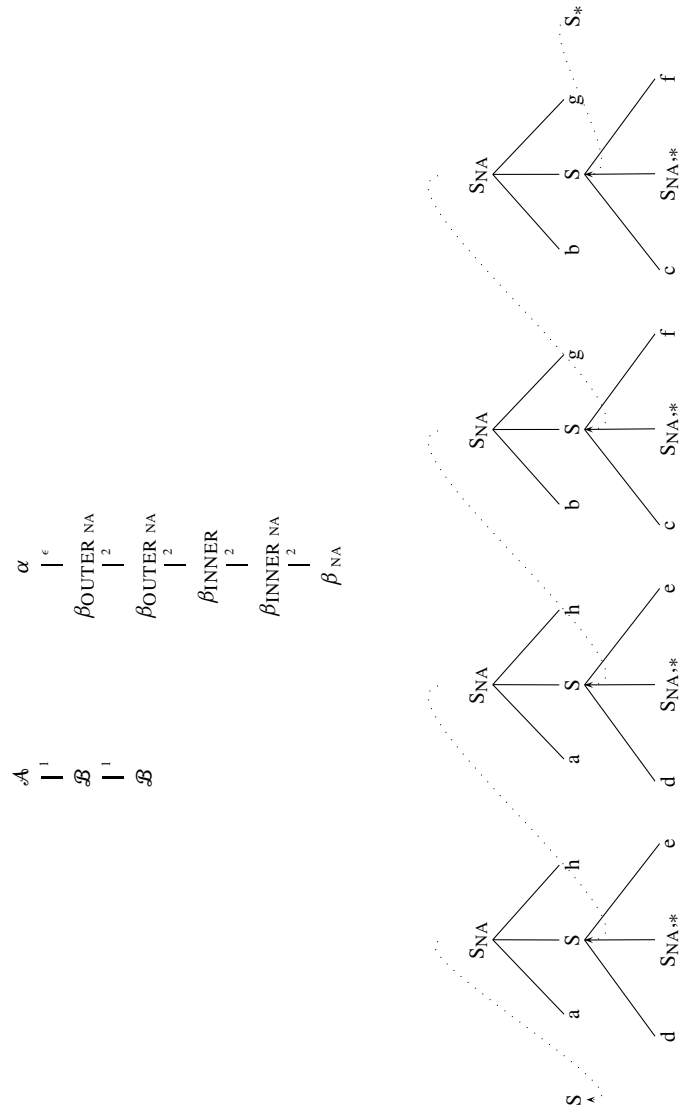 𝒜 α
1 ϵ
ℬ βOUTER NA
1 2
ℬ βOUTER NA
2
βINNER
2
βINNER NA
2
β NA
SNA SNA SNA SNA
S a S h a S h b S g b S g S*
d SNA,* e d SNA,* e c SNA,* f c SNA,* f